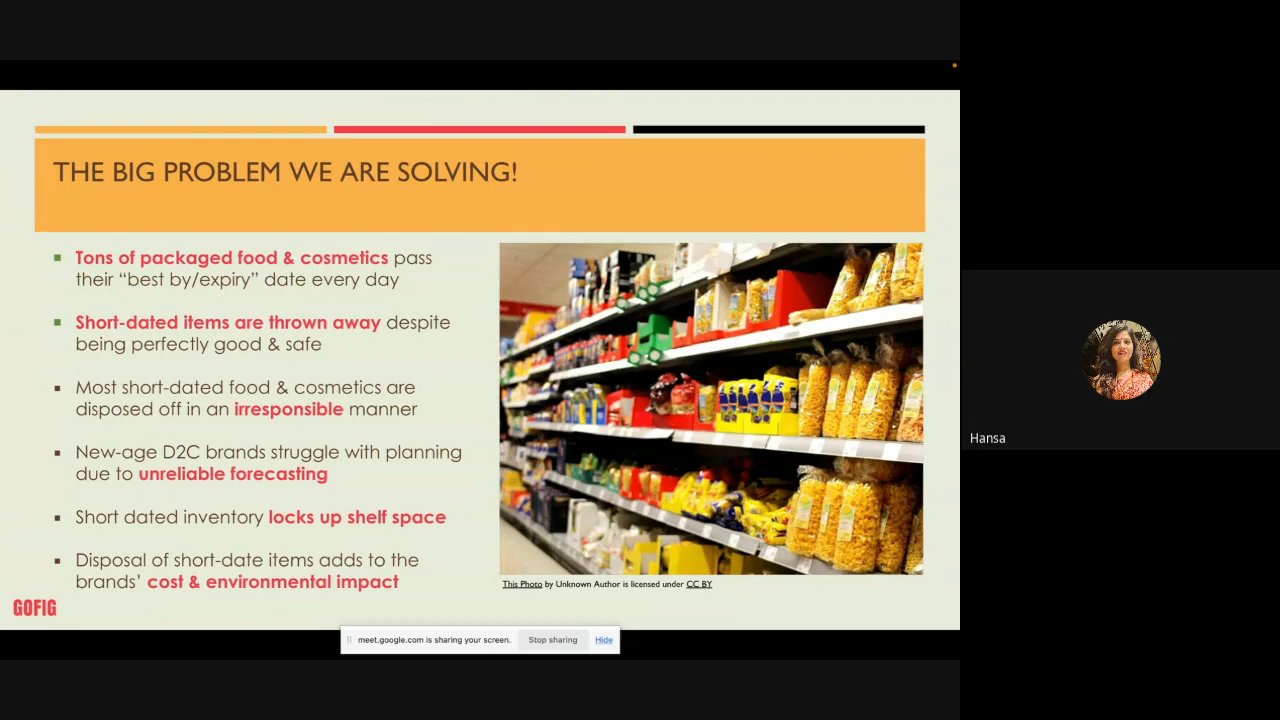 THE BIG PROBLEM WE ARE SOLVING!
Tons of packaged food & cosmetics pass
their “best by/expiry” date every day
Short-dated items are thrown away despite
being perfectly good & safe
Most short-dated food & cosmetics are
disposed off in an irresponsible manner
New-age D2C brands struggle with planning
due to unreliable forecasting
Short dated inventory locks up shelf space
Disposal of short-date items adds to the
brands’ cost & environmental impact
This Photo by Unknown Author is licensed under CC BY
GOFIG
meet.google.com is sharing your screen.
Stop sharing
Hide
Hansa